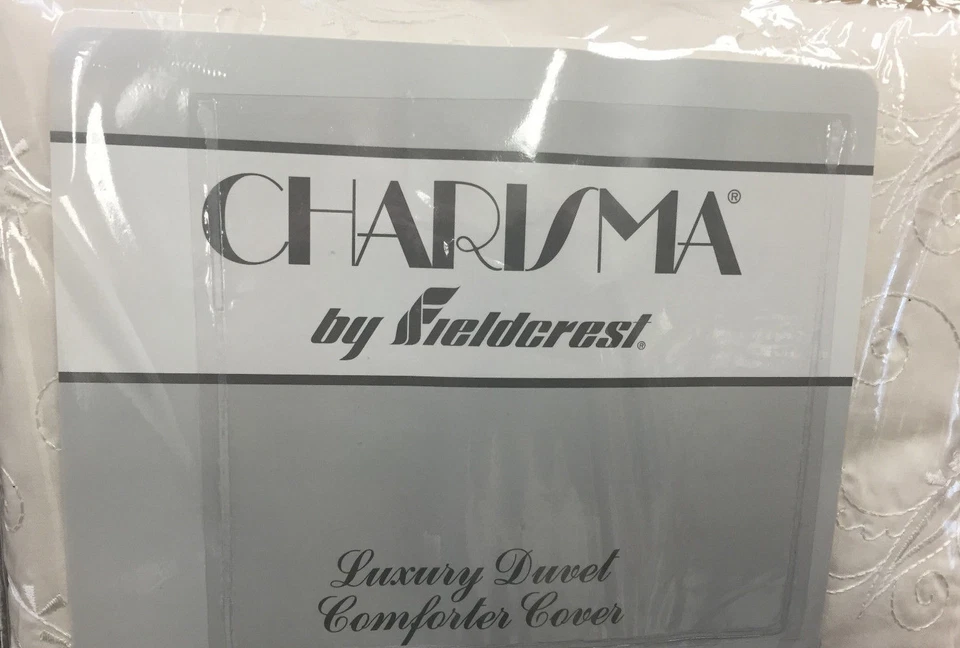 CHARISMA®
by Fieldcrest®
Luxury Duvet
Comforter Cover